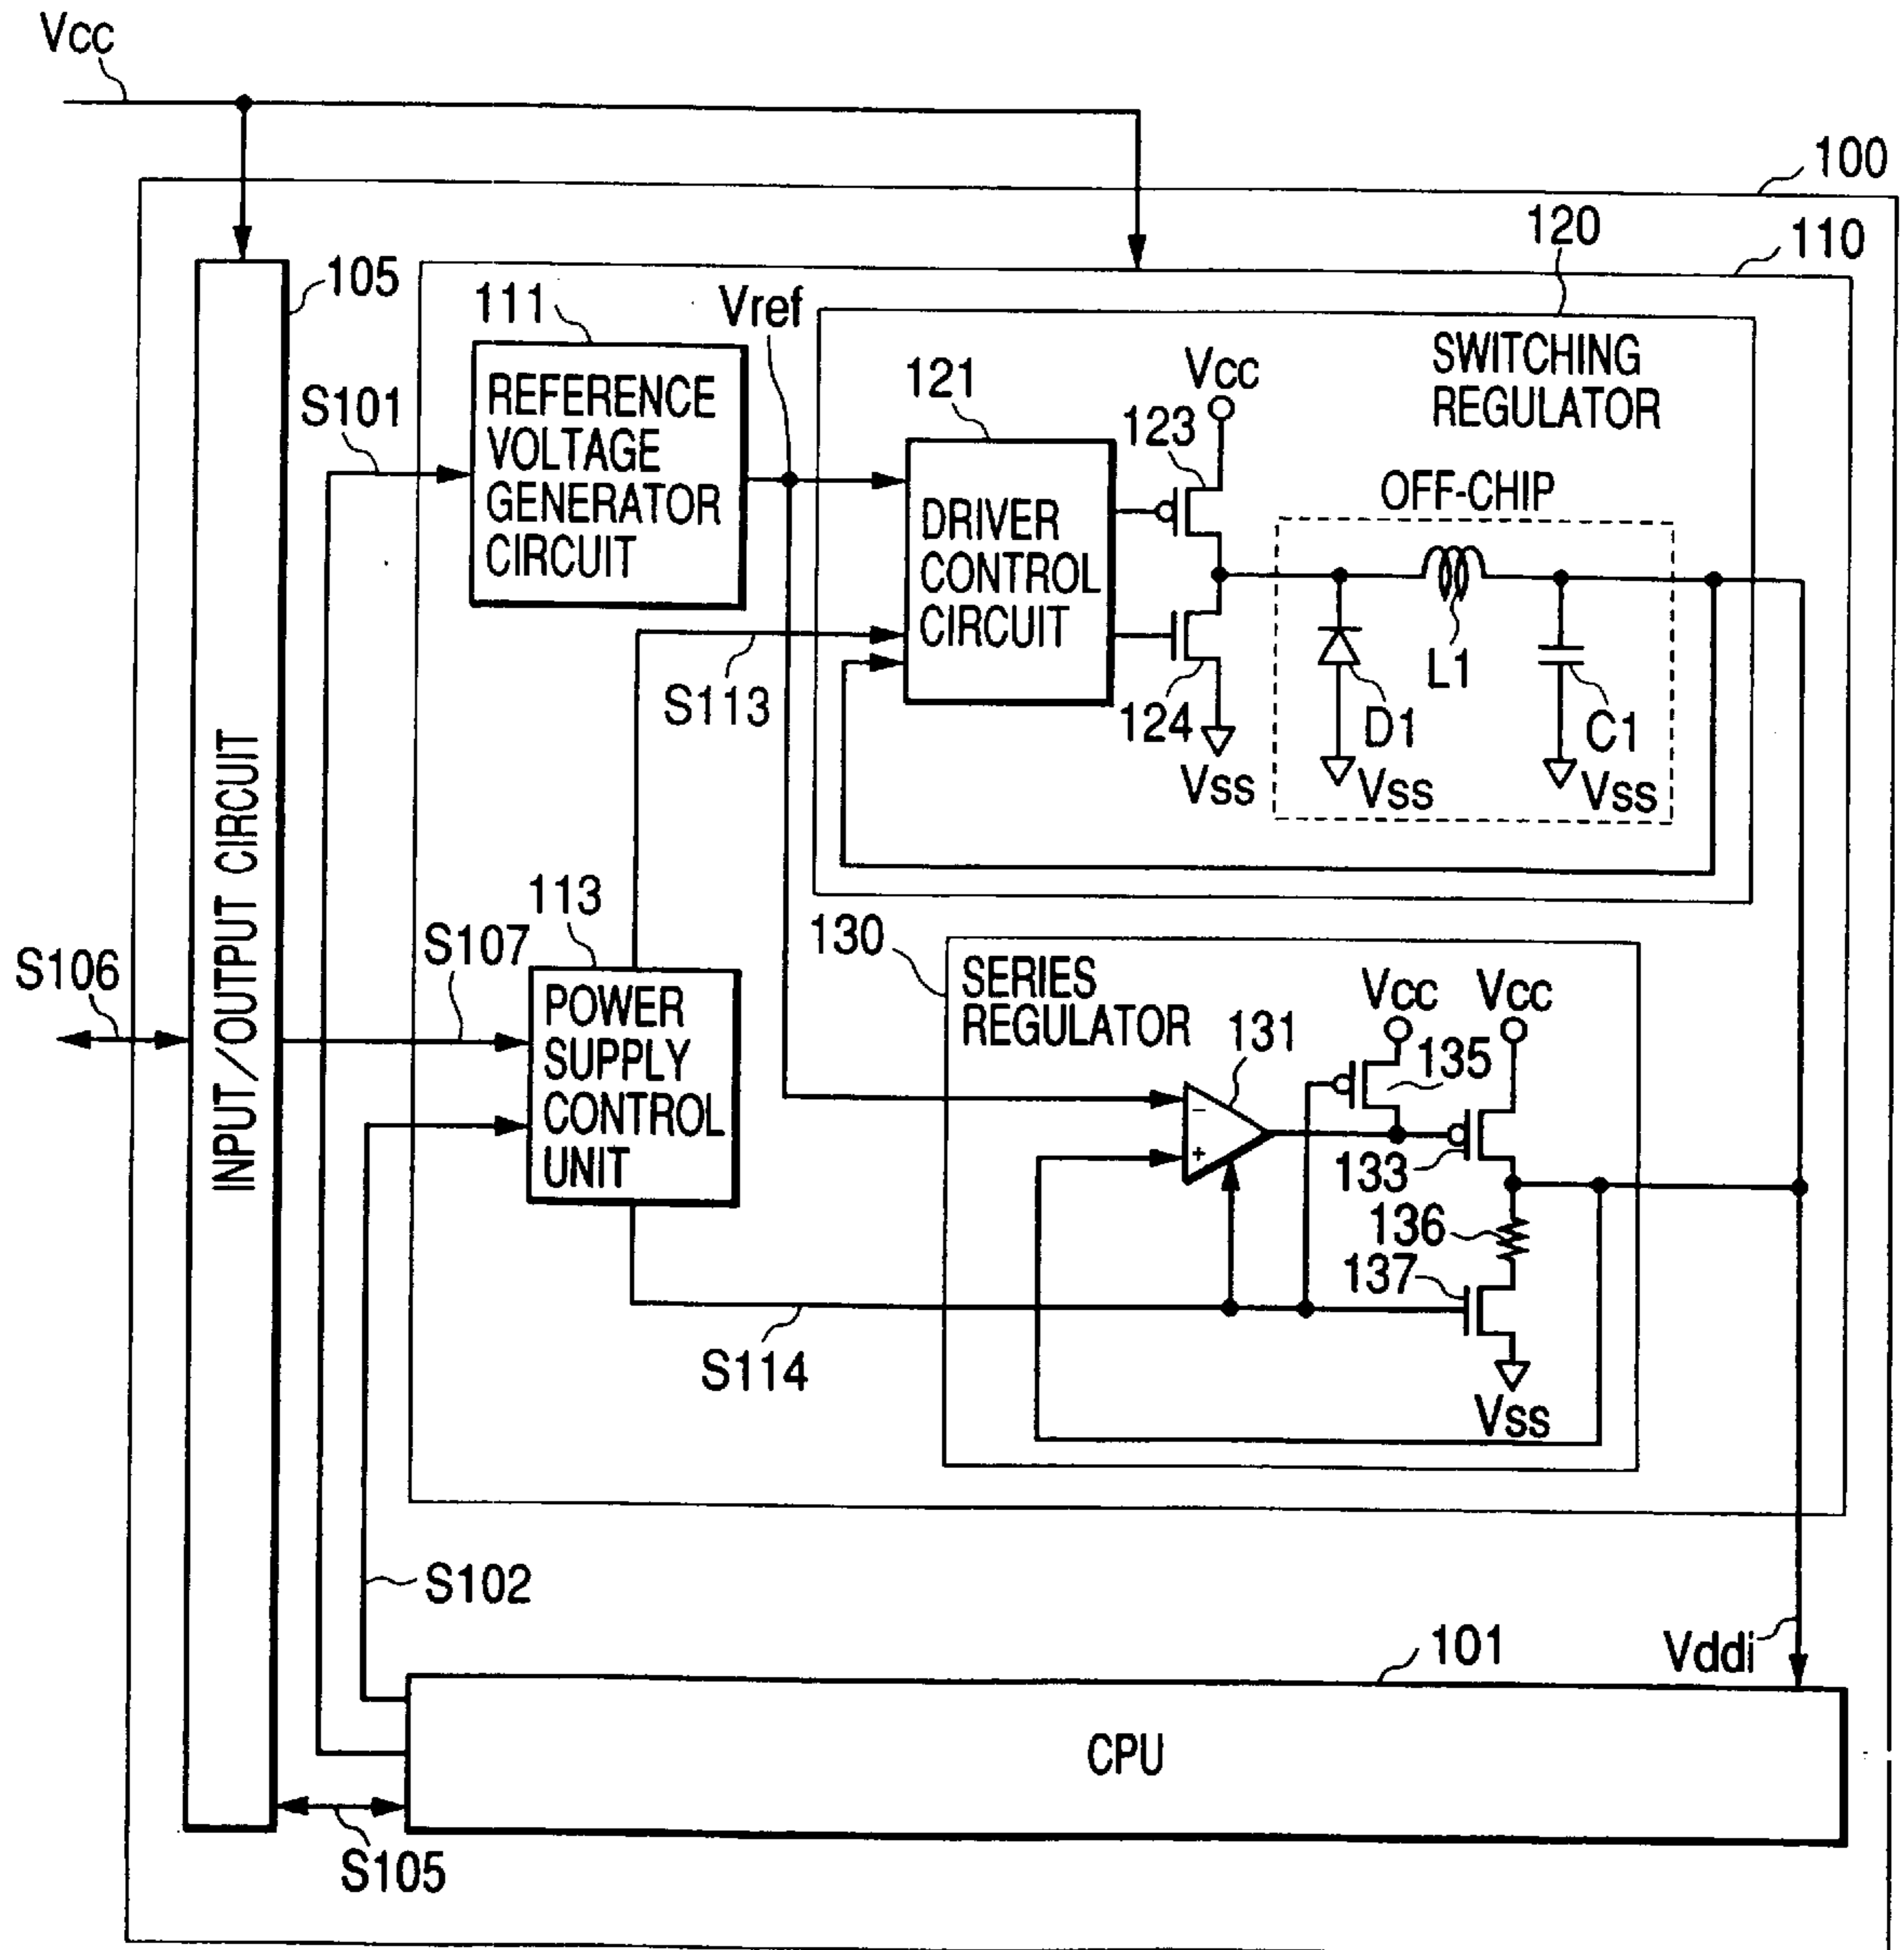 Vcc
100
120
110
105
111
Vref
SWITCHING
REGULATOR
Vcc
121
123
S101
REFERENCE
VOLTAGE
GENERATOR
CIRCUIT
OFF-CHIP
DRIVER
CONTROL
CIRCUIT
L1
S113
124
D1
C1
Vss
Vss
Vss
INPUT/OUTPUT CIRCUIT
113
130
S107
S106
SERIES
REGULATOR
Vcc
Vcc
POWER
SUPPLY
CONTROL
UNIT
131
135
-
+
133
136
137
S114
Vss
S102
101
Vddi
CPU
S105